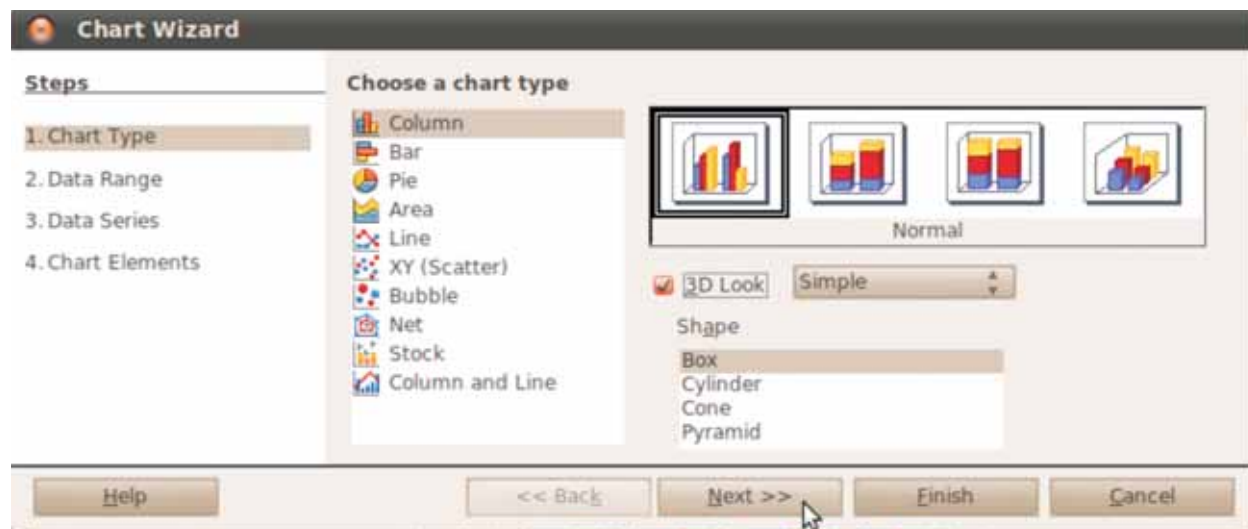 Chart Wizard
Steps
1. Chart Type
2. Data Range
3. Data Series
4. Chart Elements
Choose a chart type
Column
Bar
Pie
Area
Line
XY (Scatter)
Bubble
Net
Stock
Column and Line
Normal
3D Look
Simple
Shape
Box
Cylinder
Cone
Pyramid
Help
<< Back
Next >>
Finish
Cancel